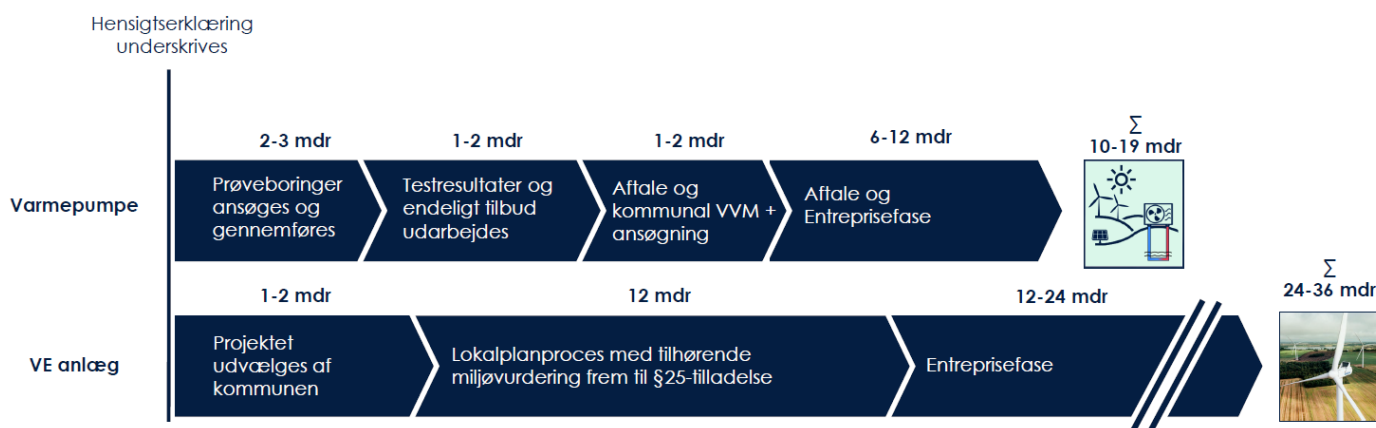 Hensigtserklæring
underskrives
2-3 mdr
1-2 mdr
1-2 mdr
6-12 mdr
Σ
10-19 mdr
Varmepumpe
Prøveboringer
ansøges og
gennemføres
Testresultater og
endeligt tilbud
udarbejdes
Aftale og
kommunal VVM +
ansøgning
Aftale og
Entreprisefase
1-2 mdr
12 mdr
12-24 mdr
Σ
24-36 mdr
VE anlæg
Projektet
udvælges af
kommunen
Lokalplanproces med tilhørende
miljøvurdering frem til §25-tilladelse
Entreprisefase